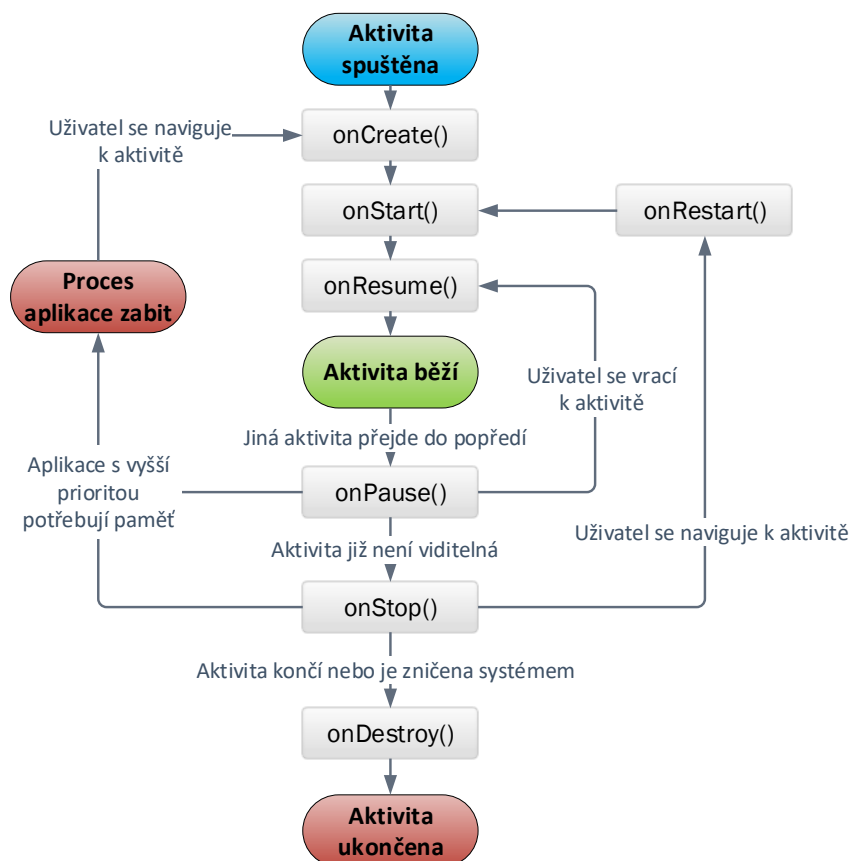 Aktivita
spuštěna
Uživatel se naviguje
k aktivitě
onCreate()
onStart()
onRestart()
onResume()
Proces
aplikace zabit
Aktivita běží
Uživatel se vrací
k aktivitě
Jiná aktivita přejde do popředí
Aplikace s vyšší
prioritou
potřebují paměť
onPause()
Uživatel se naviguje k aktivitě
Aktivita již není viditelná
onStop()
Aktivita končí nebo je zničena systémem
onDestroy()
Aktivita
ukončena